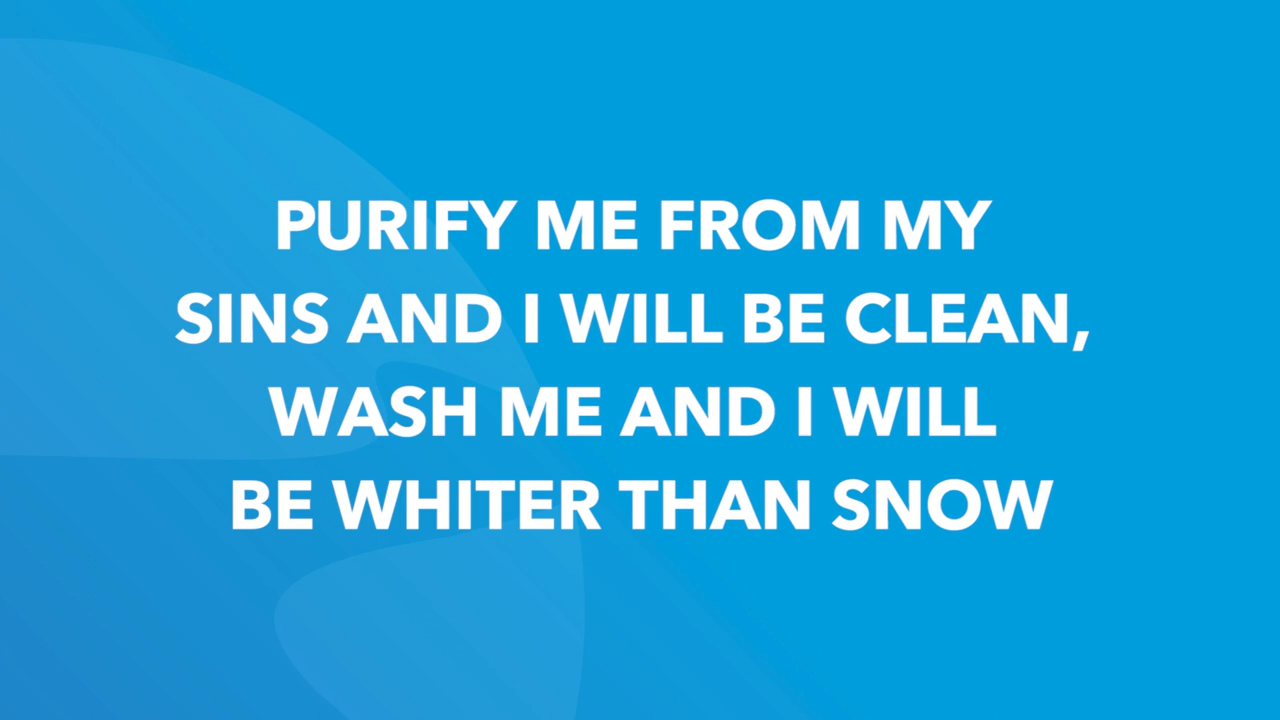 PURIFY ME FROM MY
SINS AND I WILL BE CLEAN,
WASH ME AND I WILL
BE WHITER THAN SNOW